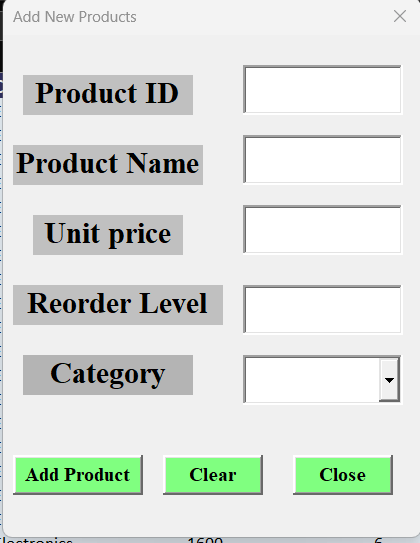 Add New Products
Product ID
Product Name
Unit price
Reorder Level
Category
Add Product Clear Close